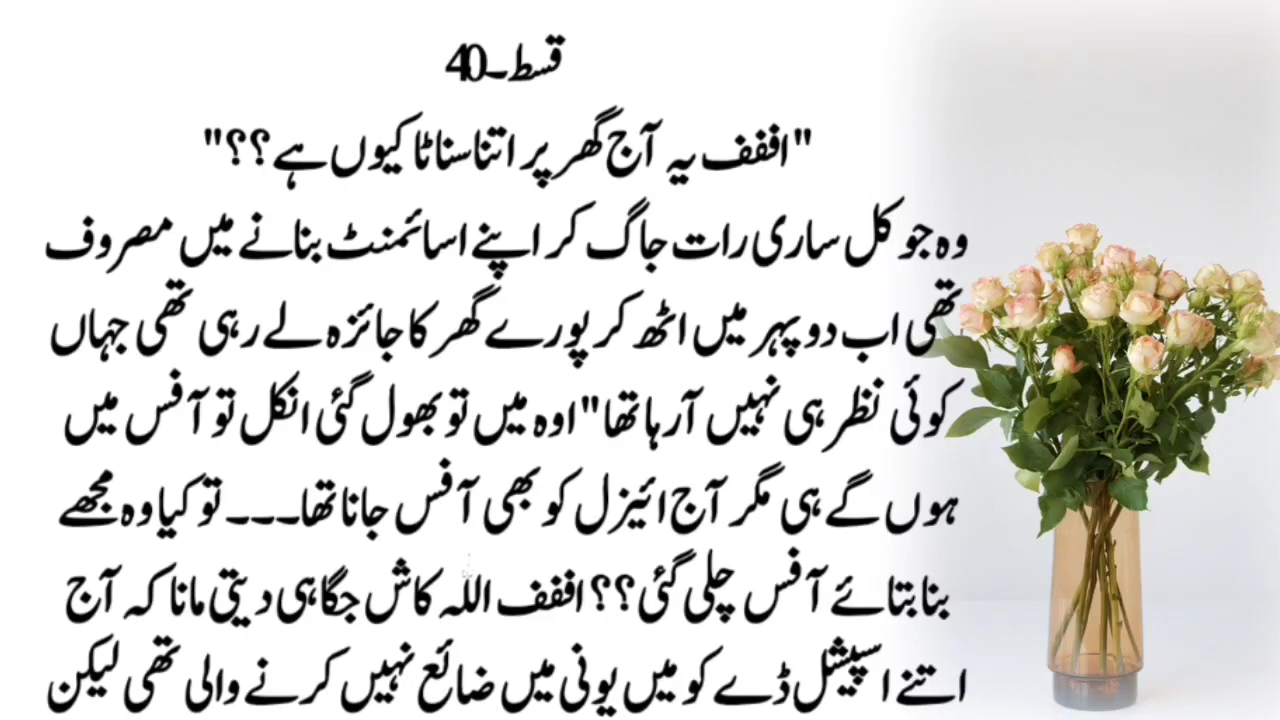 قسط۔40
"اففف یہ آج گھر پر اتنا سناٹا کیوں ہے؟؟"
وہ جو کل ساری رات جاگ کر اپنے اسائمنٹ بنانے میں مصروف
تھی اب دوپہر میں اٹھ کر پورے گھر کا جائزہ لے رہی تھی جہاں
کوئی نظر ہی نہیں آرہا تھا "اوہ میں تو بھول گئی انکل تو آفس میں
ہوں گے ہی مگر آج ائیزل کو بھی آفس جانا تھا۔۔۔ تو کیا وہ مجھے
بنا بتائے آفس چلی گئی؟؟ اففف اللہ کاش جگا ہی دیتی مانا کہ آج
اتنے اسپیشل ڈے کو میں یونی میں ضائع نہیں کرنے والی تھی لیکن